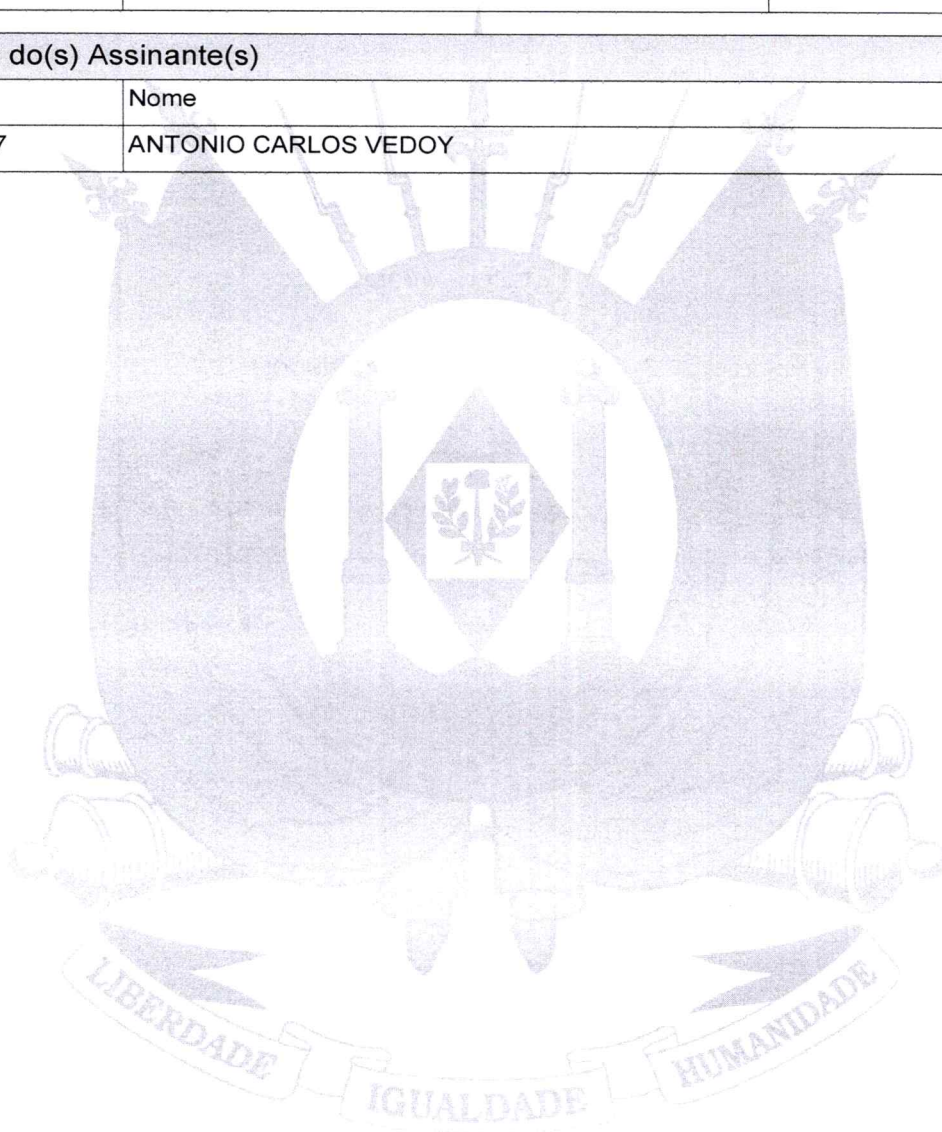 do(s) Assinante(s)
Nome
7 ANTONIO CARLOS VEDOY
LIBERDADE
IGUALDADE
HUMANIDADE